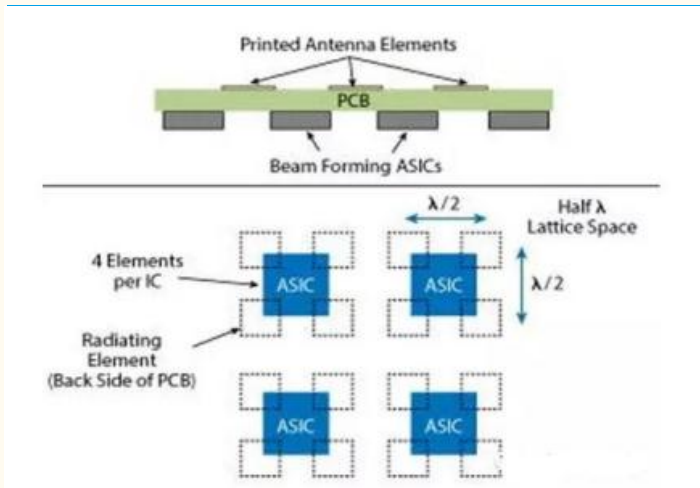 Printed Antenna Elements
PCB
Beam Forming ASICs
λ/2
Half λ
Lattice Space
4 Elements
per IC
ASIC
ASIC
λ/2
Radiating
Element
(Back Side of PCB)
ASIC
ASIC